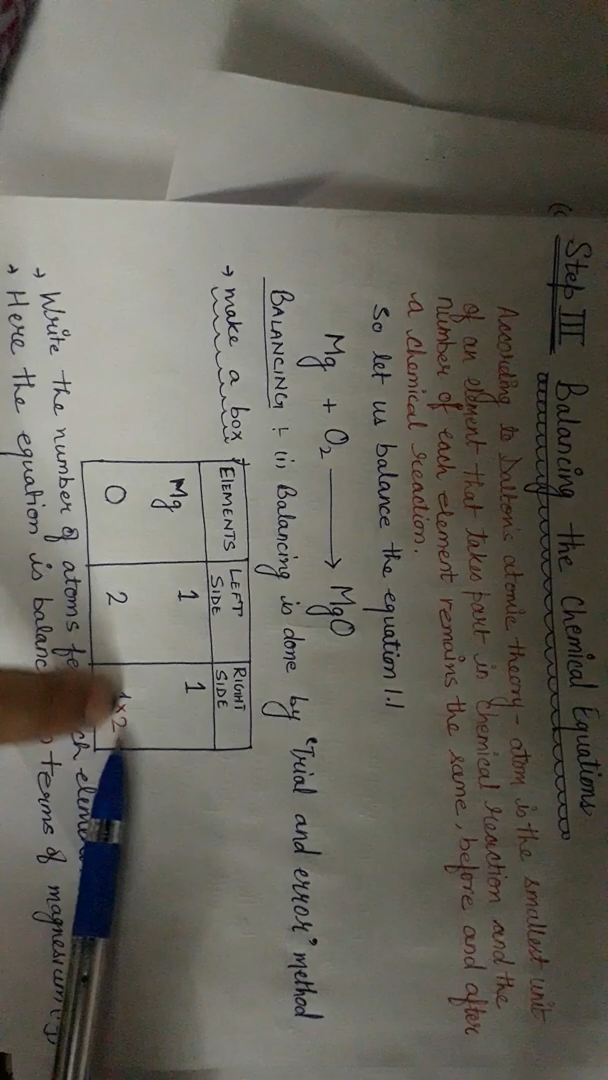 Step III Balancing the Chemical Equations
According to Dalton's atomic theory - atom is the smallest unit
of an element that takes part in chemical reaction and the
number of each element remains the same, before and after
a chemical reaction.
So let us balance the equation 1.1
Mg + O₂ → MgO
BALANCING :- (i) Balancing is done by "Trial and error" method
→ make a box
ELEMENTS LEFT SIDE RIGHT SIDE
Mg 1 1
O 2 1×2
→ Write the number of atoms
→ Here the equation is terms of magnesium